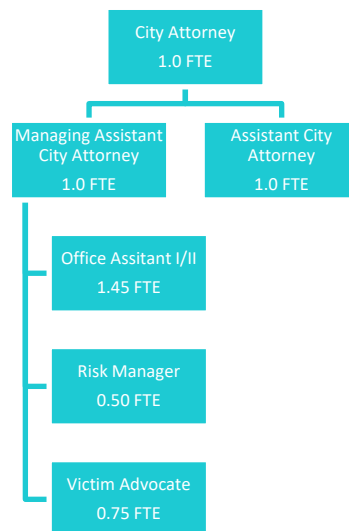 City Attorney
1.0 FTE
Managing Assistant
City Attorney
1.0 FTE
Assistant City
Attorney
1.0 FTE
Office Assitant I/II
1.45 FTE
Risk Manager
0.50 FTE
Victim Advocate
0.75 FTE